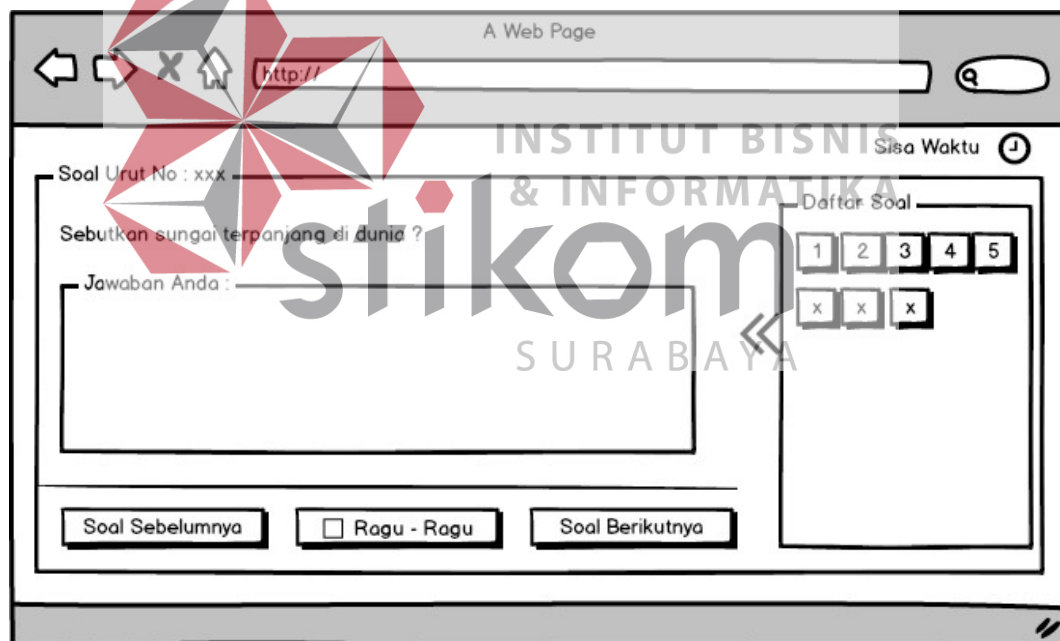 A Web Page
http://
INSTITUT BISNIS
& INFORMATIKA
stikom
SURABAYA
Sisa Waktu
Soal Urut No : xxx
Sebutkan sungai terpanjang di dunia ?
Jawaban Anda :
Daftar Soal
1 2 3 4 5
x x x
Soal Sebelumnya
Ragu - Ragu
Soal Berikutnya